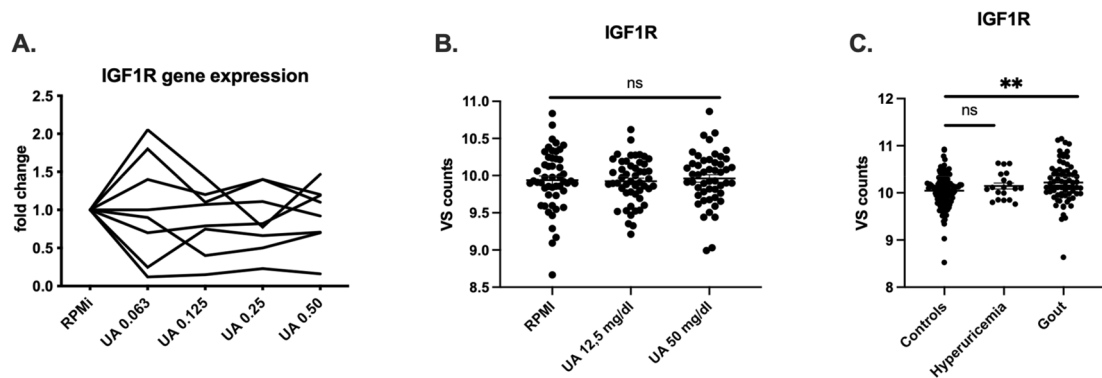 A.
IGF1R gene expression
fold change
2.5
2.0
1.5
1.0
0.5
0.0
RPMi
UA 0.063
UA 0.125
UA 0.25
UA 0.50
B.
IGF1R
ns
VS counts
11.0
10.5
10.0
9.5
9.0
8.5
RPMI
UA 12,5 mg/dl
UA 50 mg/dl
C.
IGF1R
**
ns
VS counts
12
11
10
9
8
Controls
Hyperuricemia
Gout